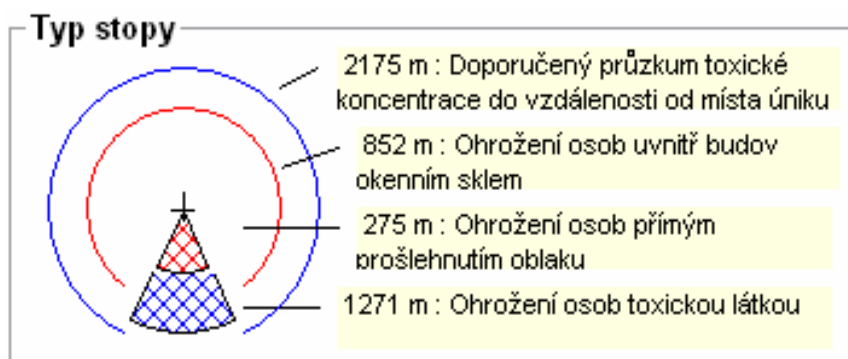 Typ stopy
2175 m : Doporučený průzkum toxické
koncentrace do vzdálenosti od místa úniku
852 m : Ohrožení osob uvnitř budov
okenním sklem
275 m : Ohrožení osob přímým
prošlehnutím oblaku
1271 m : Ohrožení osob toxickou látkou